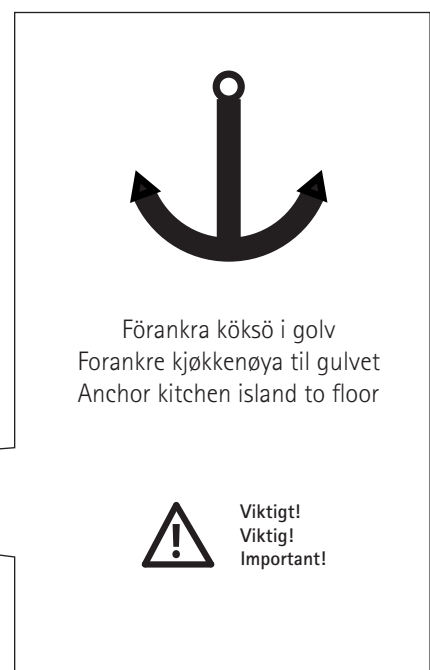 Förankra köksö i golv
Forankre kjøkkenøya til gulvet
Anchor kitchen island to floor
Viktigt!
Viktig!
Important!